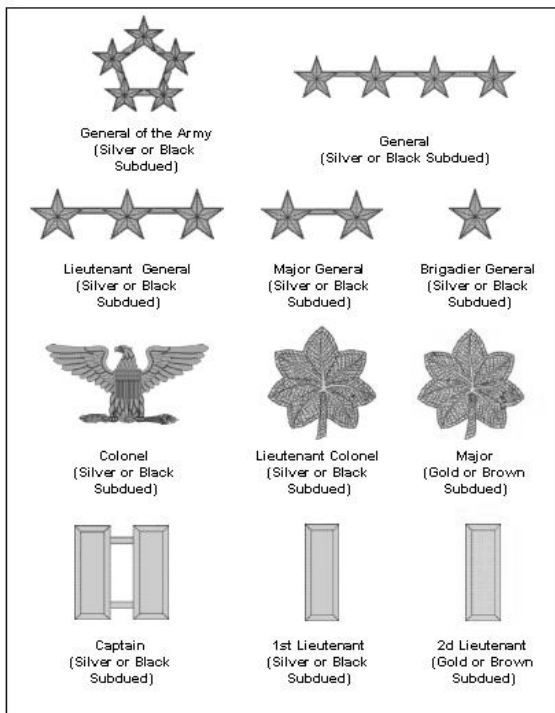 General of the Army
(Silver or Black
Subdued)
General
(Silver or Black Subdued)
Lieutenant General
(Silver or Black
Subdued)
Major General
(Silver or Black
Subdued)
Brigadier General
(Silver or Black
Subdued)
Colonel
(Silver or Black
Subdued)
Lieutenant Colonel
(Silver or Black
Subdued)
Major
(Gold or Brown
Subdued)
Captain
(Silver or Black
Subdued)
1st Lieutenant
(Silver or Black
Subdued)
2d Lieutenant
(Gold or Brown
Subdued)